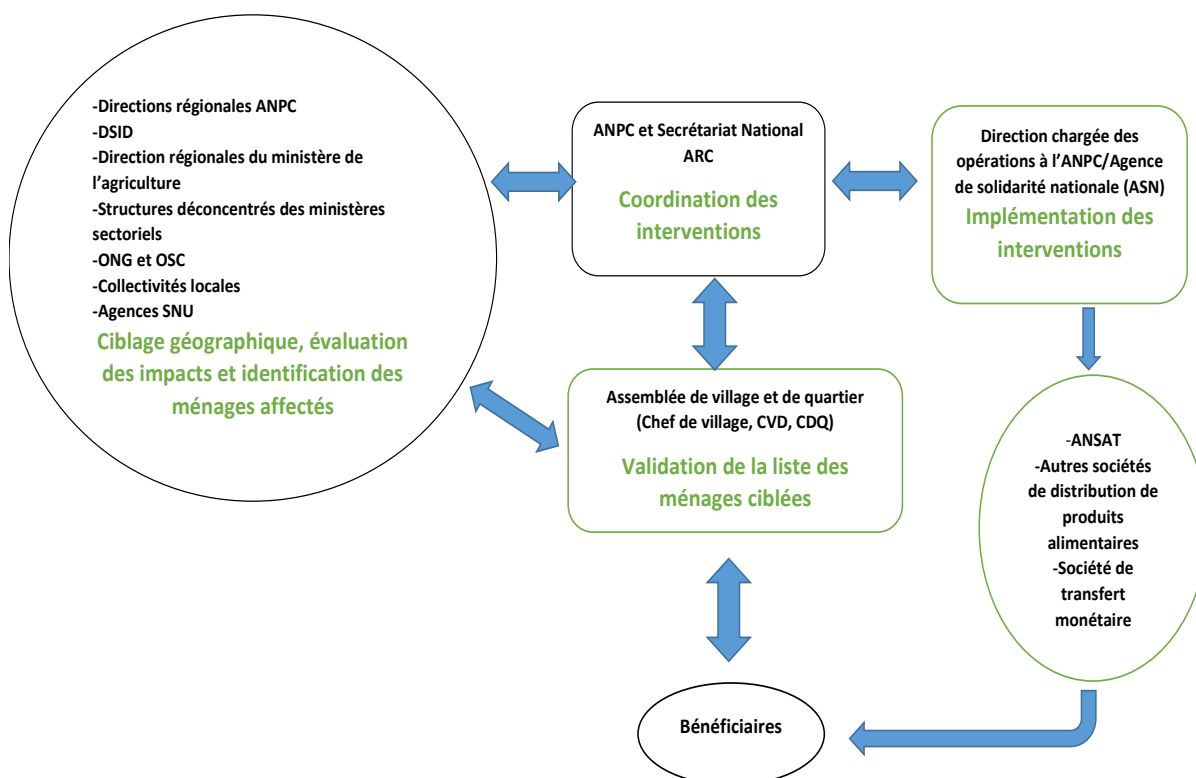 -Directions régionales ANPC
-DSID
-Direction régionales du ministère de
l’agriculture
-Structures déconcentrés des ministères
sectoriels
-ONG et OSC
-Collectivités locales
-Agences SNU
Ciblage géographique, évaluation
des impacts et identification des
ménages affectés
ANPC et Secrétariat National
ARC
Coordination des
interventions
Direction chargée des
opérations à l’ANPC/Agence
de solidarité nationale (ASN)
Implémentation des
interventions
Assemblée de village et de quartier
(Chef de village, CVD, CDQ)
Validation de la liste des
ménages ciblées
-ANSAT
-Autres sociétés
de distribution de
produits
alimentaires
-Société de
transfert
monétaire
Bénéficiaires